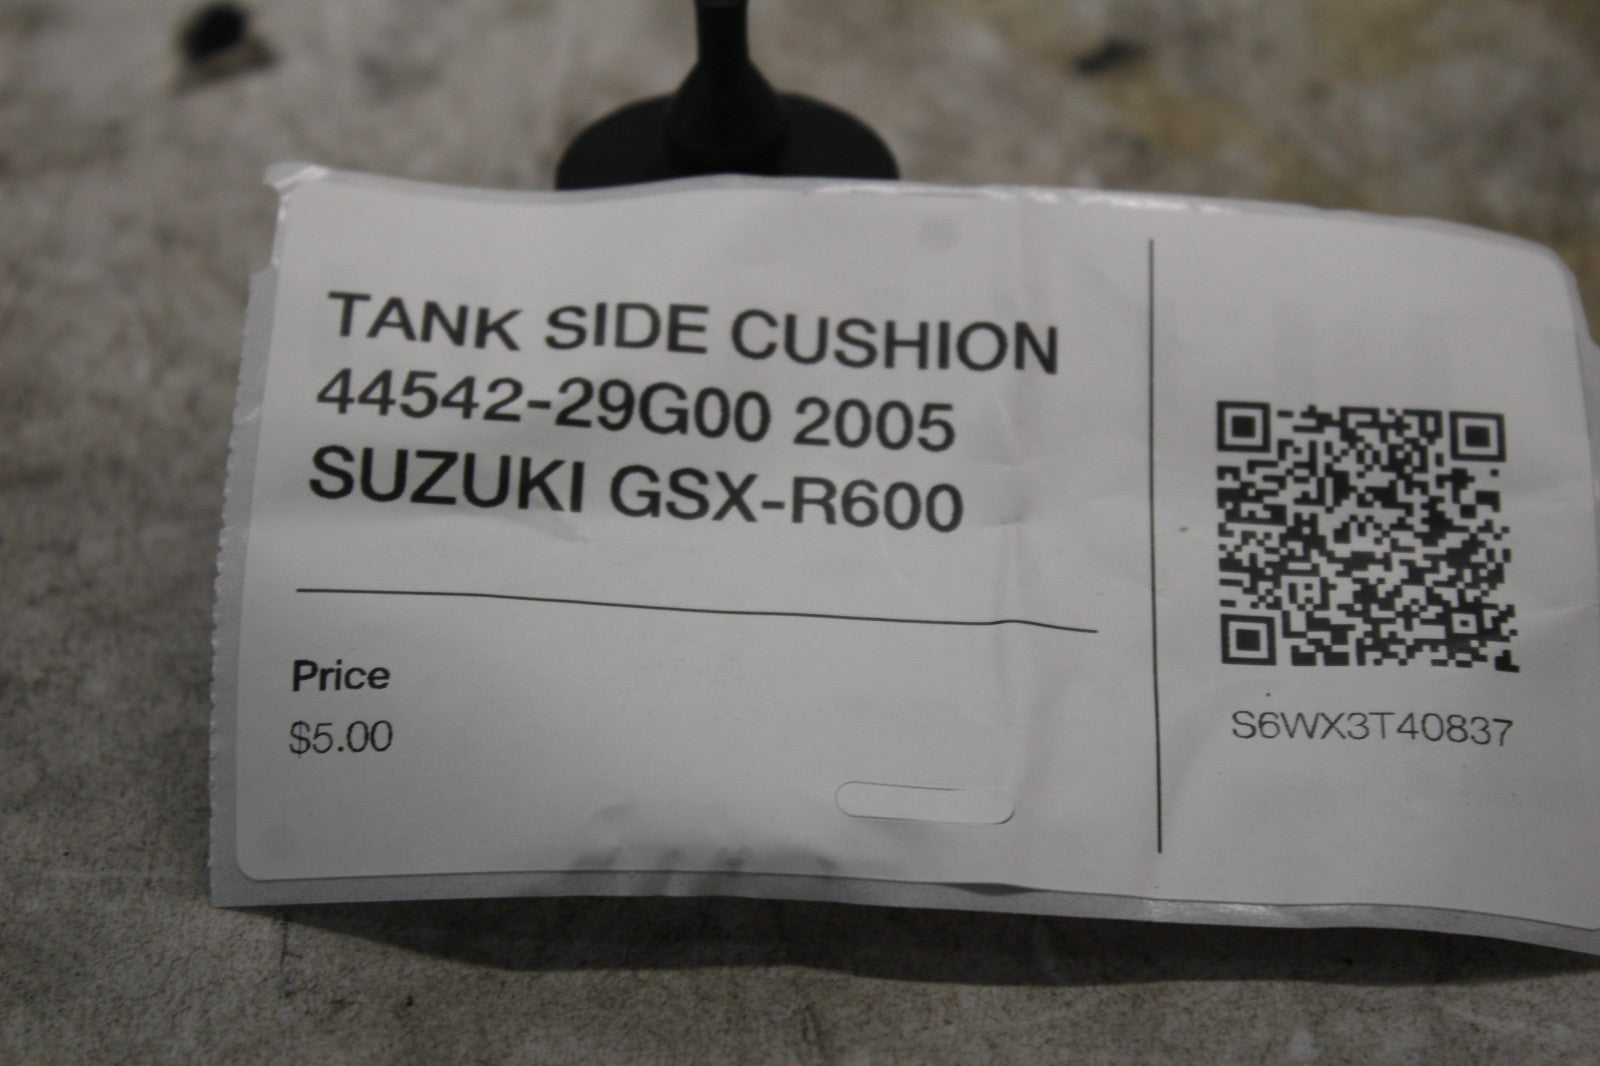 TANK SIDE CUSHION
44542-29G00 2005
SUZUKI GSX-R600
Price
$5.00
S6WX3T40837